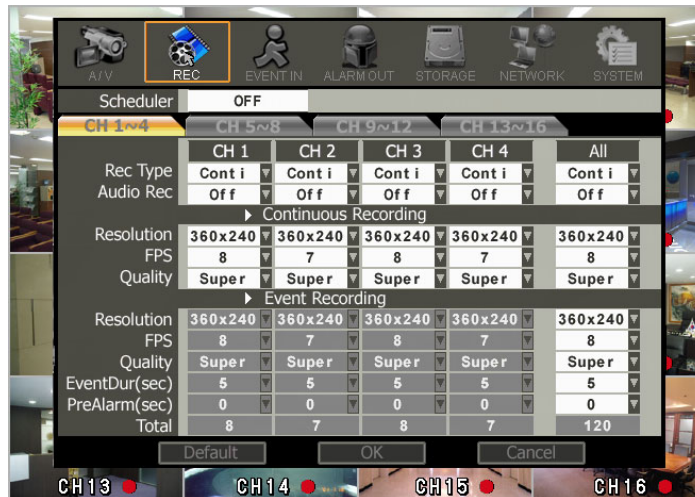 A/V REC EVENT IN ALARM OUT STORAGE NETWORK SYSTEM
Scheduler OFF
CH 1~4 CH 5~8 CH 9~12 CH 13~16
CH 1 CH 2 CH 3 CH 4 All
Rec Type Conti Conti Conti Conti Conti
Audio Rec Off Off Off Off Off
Continuous Recording
Resolution 360x240 360x240 360x240 360x240 360x240
FPS 8 7 8 7 8
Quality Super Super Super Super Super
Event Recording
Resolution 360x240 360x240 360x240 360x240 360x240
FPS 8 7 8 7 8
Quality Super Super Super Super Super
EventDur(sec) 5 5 5 5 5
PreAlarm(sec) 0 0 0 0 0
Total 8 7 8 7 120
Default OK Cancel
CH13 CH14 CH15 CH16